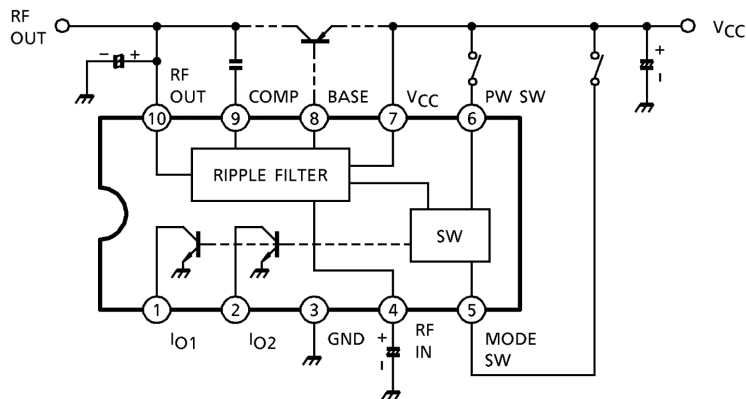 RF
OUT
VCC
− +
+
-
RF
OUT
COMP
BASE
VCC
PW SW
10
9
8
7
6
RIPPLE FILTER
SW
1
2
3
4
5
IO1
IO2
GND
+
-
RF
IN
MODE
SW